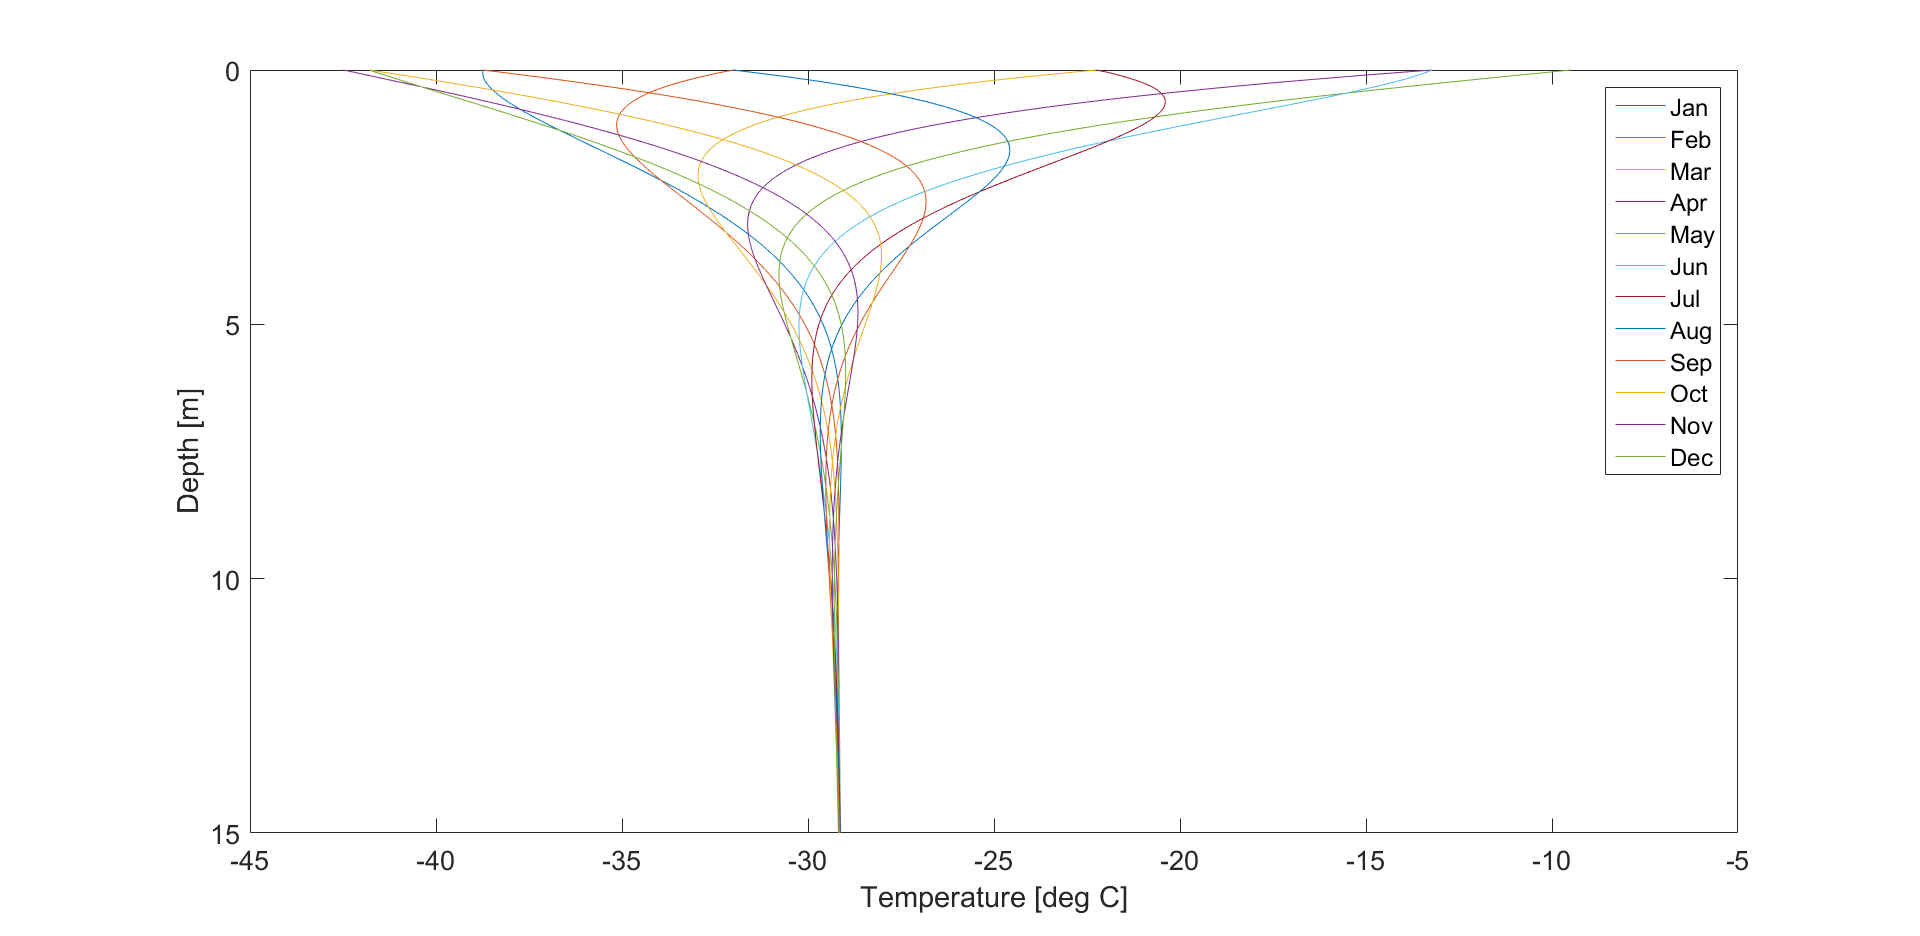 0
5
10
15
Depth [m]
-45
-40
-35
-30
-25
-20
-15
-10
-5
Temperature [deg C]
Jan
Feb
Mar
Apr
May
Jun
Jul
Aug
Sep
Oct
Nov
Dec